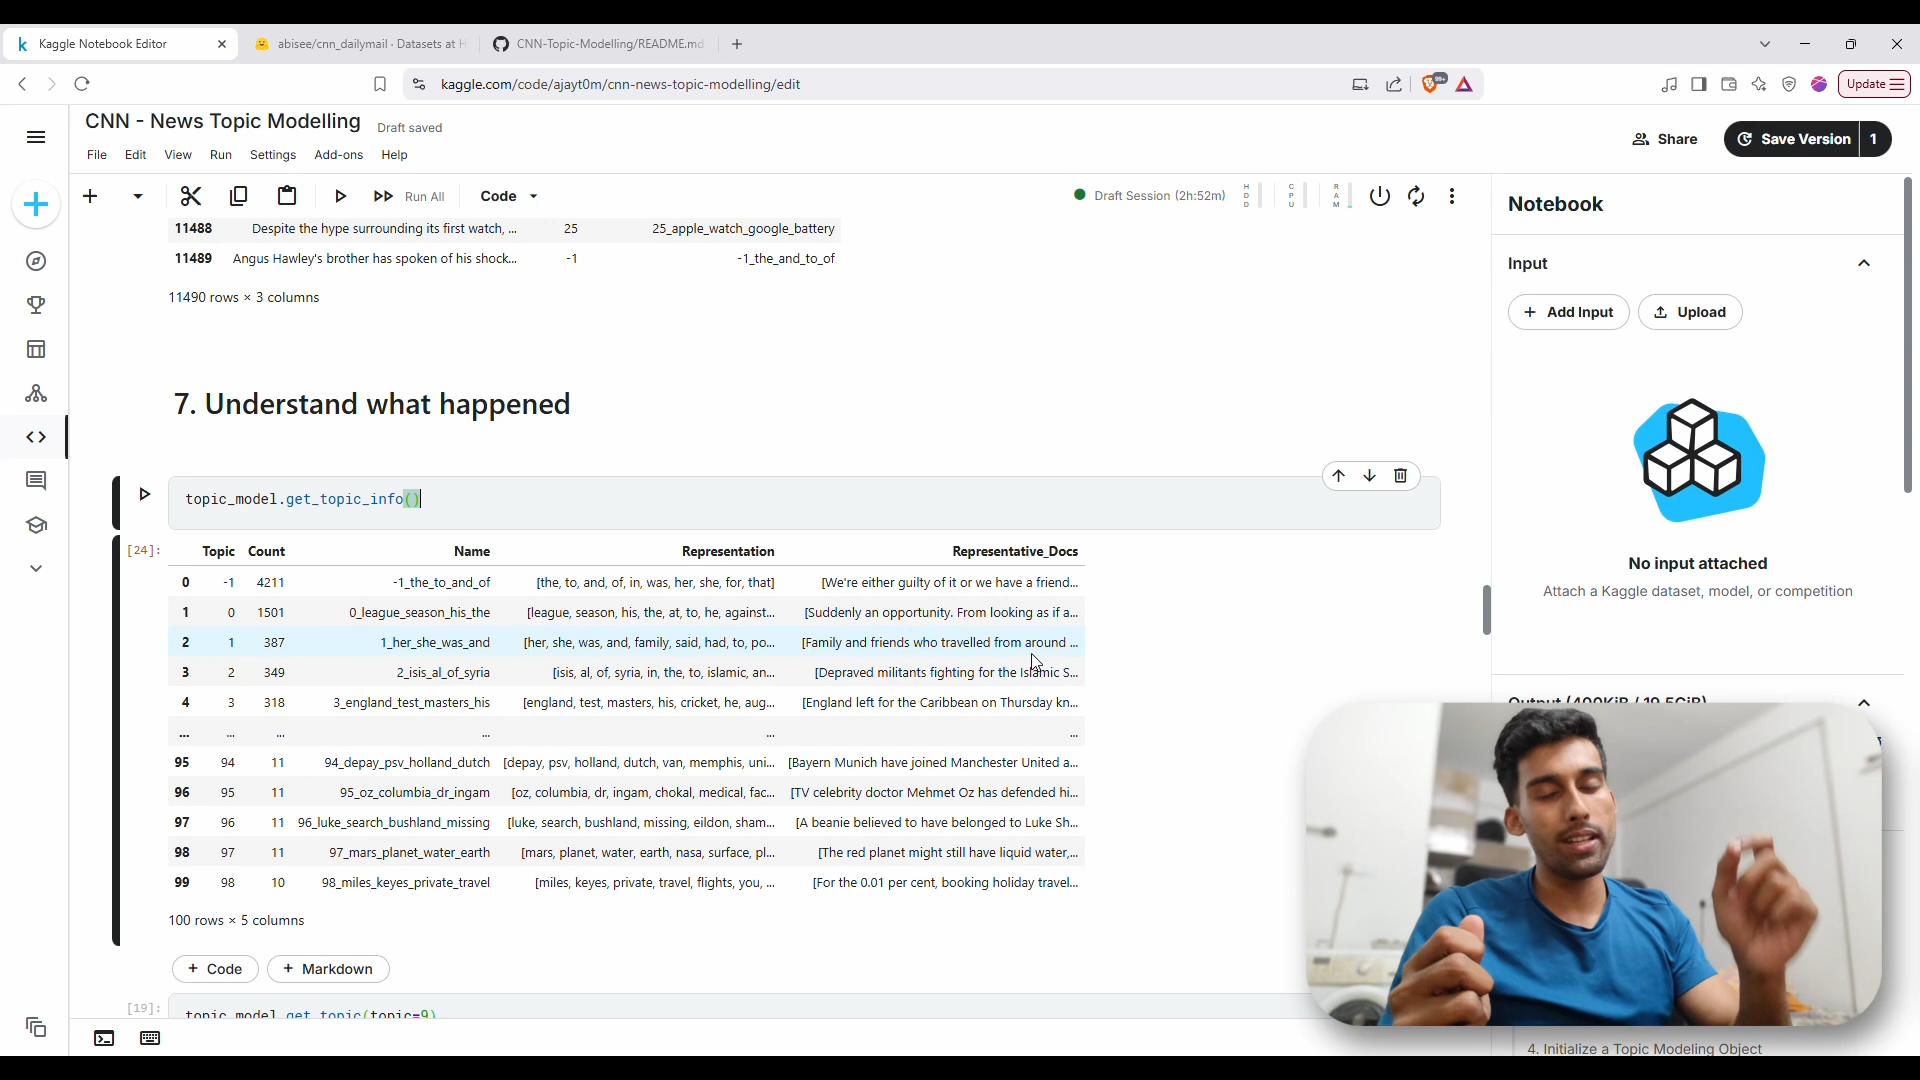 Kaggle Notebook Editor
abisee/cnn_dailymail · Datasets at H
CNN-Topic-Modelling/README.md
kaggle.com/code/ajayt0m/cnn-news-topic-modelling/edit
99+
Update
CNN - News Topic Modelling
Draft saved
File Edit View Run Settings Add-ons Help
Share
Save Version 1
Run All
Code
Draft Session (2h:52m)
HDD
CPU
RAM
11488 Despite the hype surrounding its first watch, ... 25 25_apple_watch_google_battery
11489 Angus Hawley's brother has spoken of his shock... -1 -1_the_and_to_of
11490 rows × 3 columns
7. Understand what happened
topic_model.get_topic_info()
[24]:
Topic Count Name Representation Representative_Docs
0 -1 4211 -1_the_to_and_of [the, to, and, of, in, was, her, she, for, that] [We're either guilty of it or we have a friend...
1 0 1501 0_league_season_his_the [league, season, his, the, at, to, he, against... [Suddenly an opportunity. From looking as if a...
2 1 387 1_her_she_was_and [her, she, was, and, family, said, had, to, po... [Family and friends who travelled from around ...
3 2 349 2_isis_al_of_syria [isis, al, of, syria, in, the, to, islamic, an... [Depraved militants fighting for the Islamic S...
4 3 318 3_england_test_masters_his [england, test, masters, his, cricket, he, aug... [England left for the Caribbean on Thursday kn...
... ... ... ... ... ...
95 94 11 94_depay_psv_holland_dutch [depay, psv, holland, dutch, van, memphis, uni... [Bayern Munich have joined Manchester United a...
96 95 11 95_oz_columbia_dr_ingam [oz, columbia, dr, ingam, chokal, medical, fac... [TV celebrity doctor Mehmet Oz has defended hi...
97 96 11 96_luke_search_bushland_missing [luke, search, bushland, missing, eildon, sham... [A beanie believed to have belonged to Luke Sh...
98 97 11 97_mars_planet_water_earth [mars, planet, water, earth, nasa, surface, pl... [The red planet might still have liquid water,...
99 98 10 98_miles_keyes_private_travel [miles, keyes, private, travel, flights, you, ... [For the 0.01 per cent, booking holiday travel...
100 rows × 5 columns
+ Code
+ Markdown
[19]:
topic_model.get_topic(topic=9)
Notebook
Input
+ Add Input
Upload
No input attached
Attach a Kaggle dataset, model, or competition
Output (400KiB / 19.5GiB)
4. Initialize a Topic Modeling Object